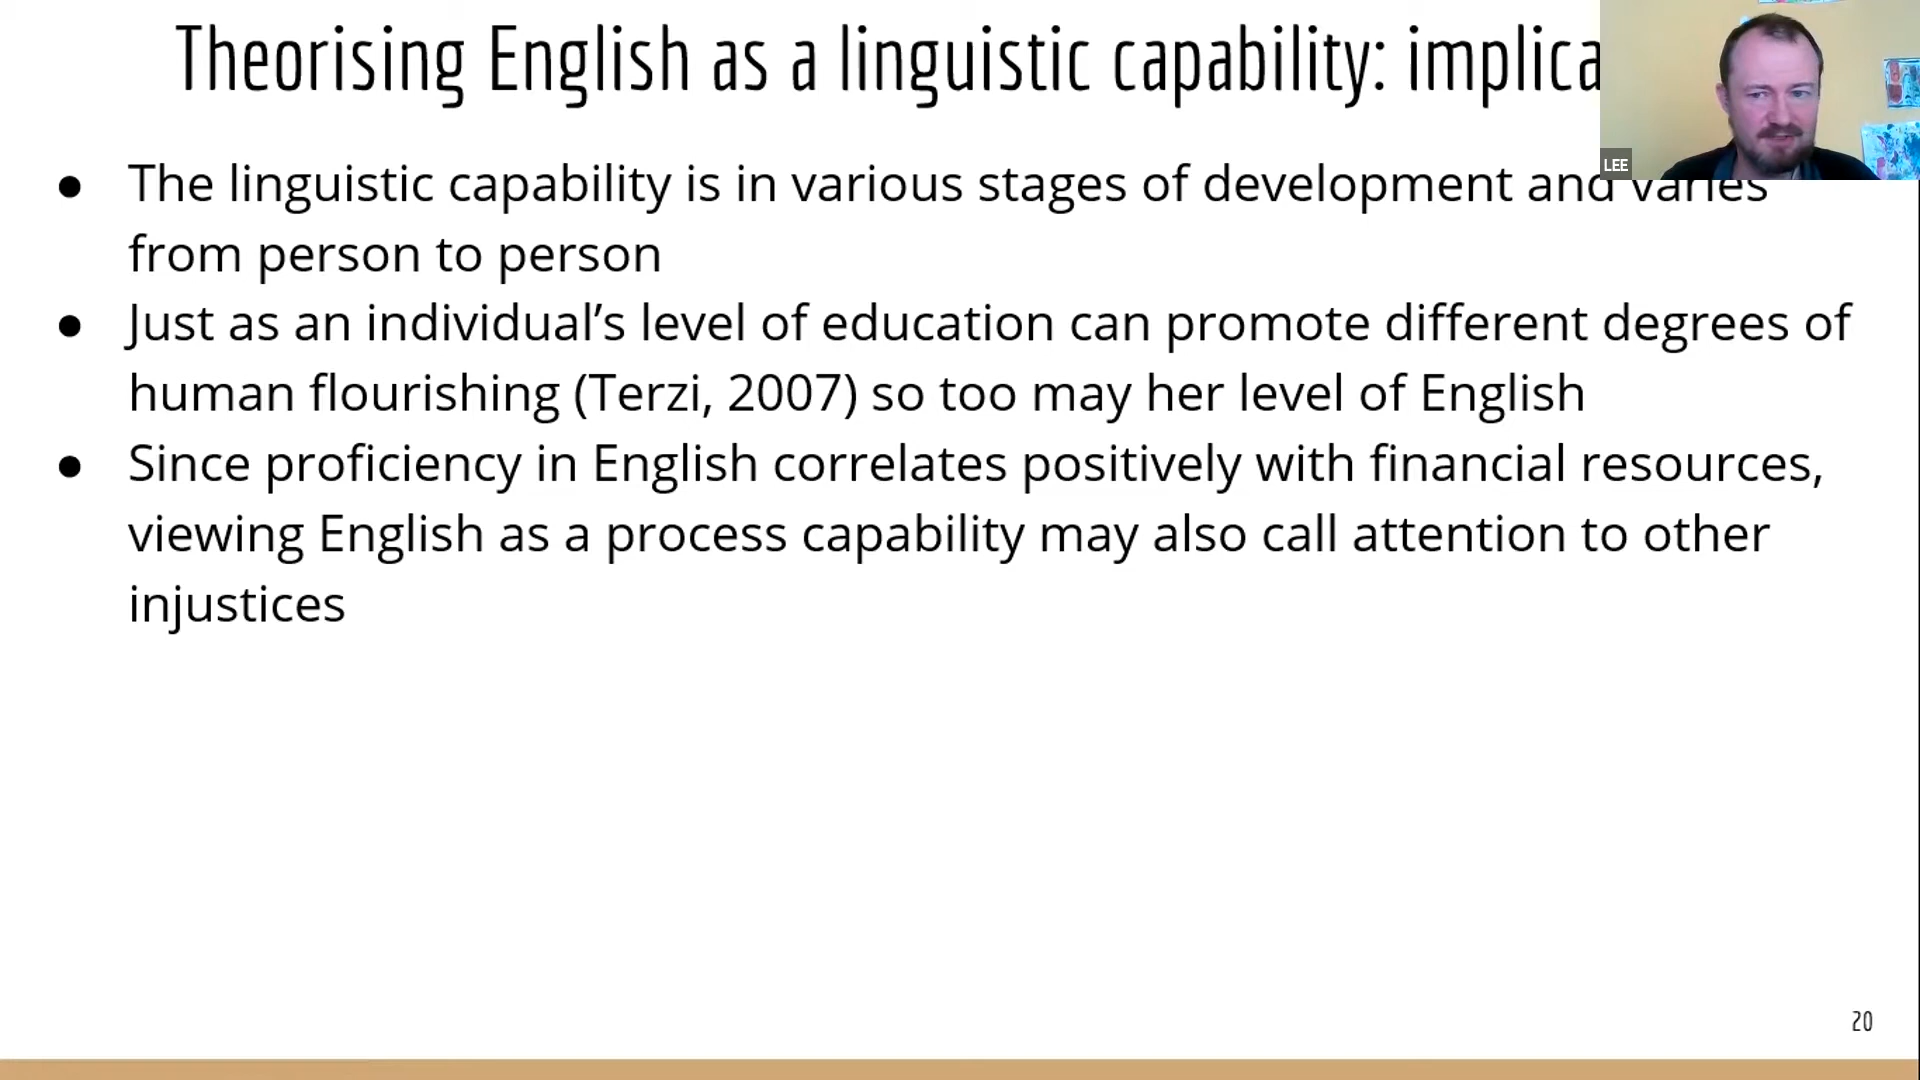 Theorising English as a linguistic capability: implica
LEE
● The linguistic capability is in various stages of development and varies
from person to person
● Just as an individual’s level of education can promote different degrees of
human flourishing (Terzi, 2007) so too may her level of English
● Since proficiency in English correlates positively with financial resources,
viewing English as a process capability may also call attention to other
injustices
20